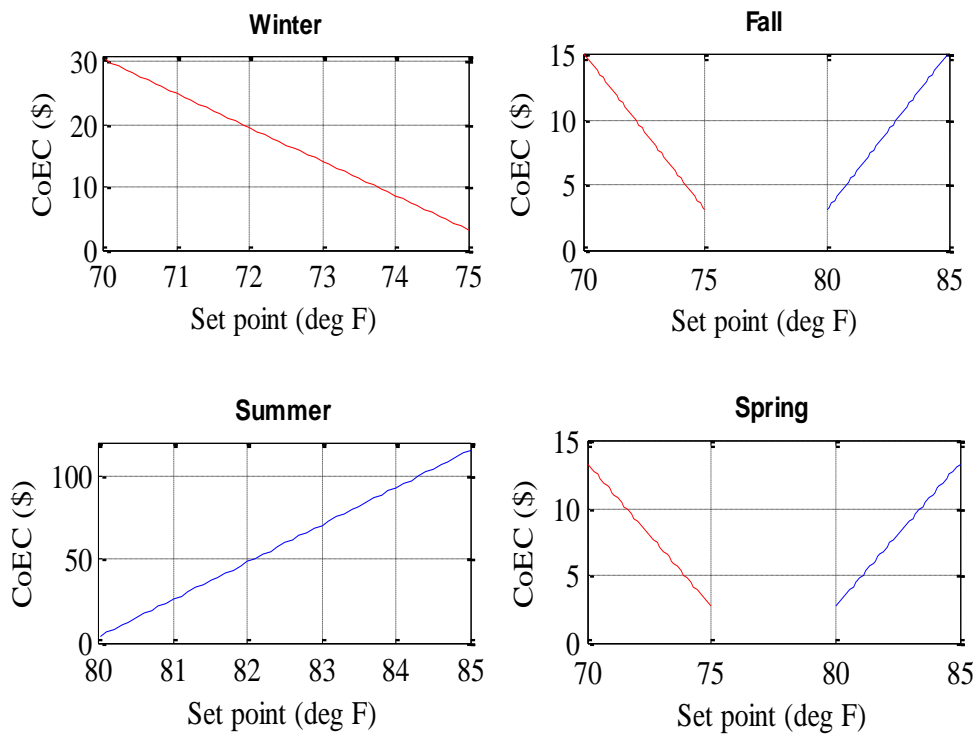 Winter
CoEC ($)
30
20
10
0
70 71 72 73 74 75
Set point (deg F)
Fall
CoEC ($)
15
10
5
0
70 75 80 85
Set point (deg F)
Summer
CoEC ($)
100
50
0
80 81 82 83 84 85
Set point (deg F)
Spring
CoEC ($)
15
10
5
0
70 75 80 85
Set point (deg F)